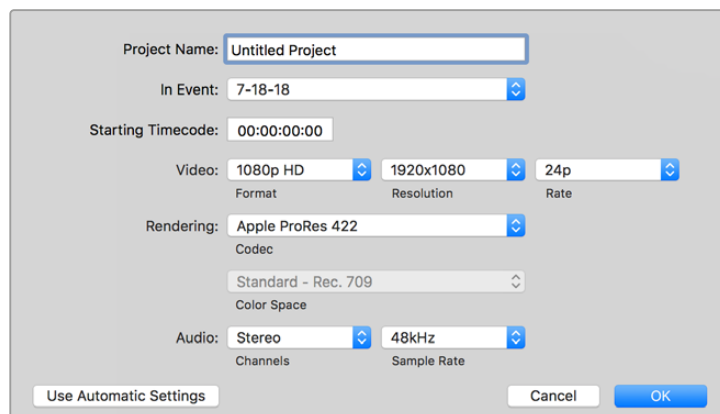 Project Name: Untitled Project
In Event: 7-18-18
Starting Timecode: 00:00:00:00
Video: 1080p HD 1920x1080 24p
Format Resolution Rate
Rendering: Apple ProRes 422
Codec
Standard - Rec. 709
Color Space
Audio: Stereo 48kHz
Channels Sample Rate
Use Automatic Settings Cancel OK